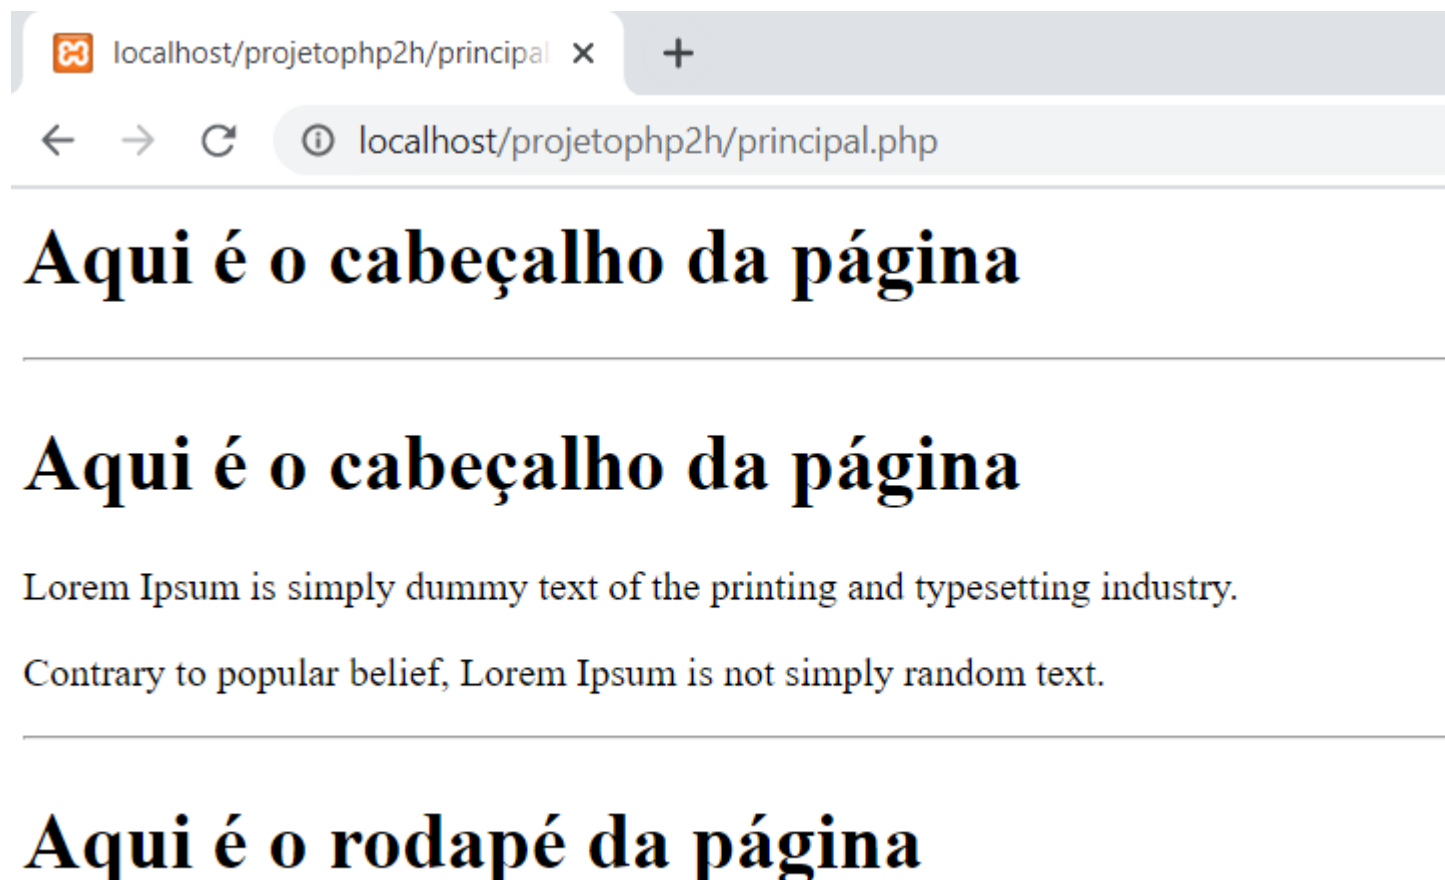 localhost/projetophp2h/principal
localhost/projetophp2h/principal.php
Aqui é o cabeçalho da página
Aqui é o cabeçalho da página
Lorem Ipsum is simply dummy text of the printing and typesetting industry.
Contrary to popular belief, Lorem Ipsum is not simply random text.
Aqui é o rodapé da página